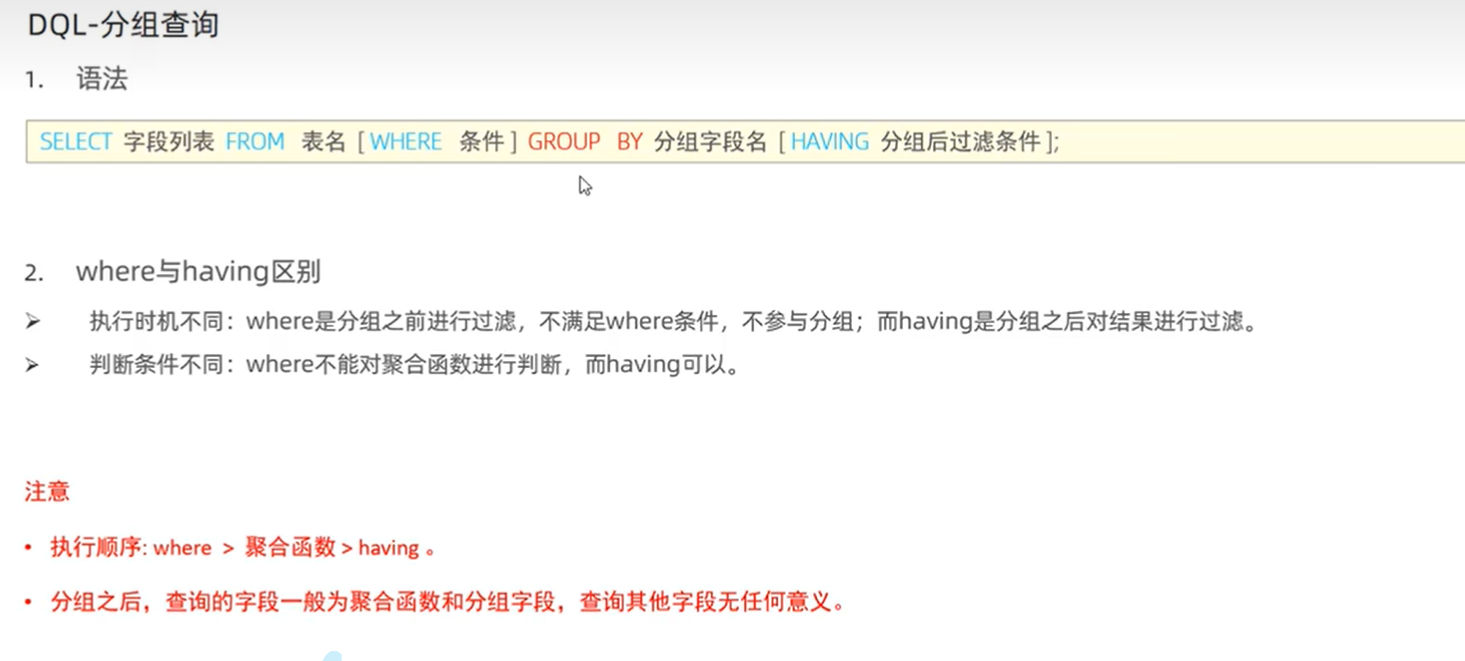 DQL-分组查询
1. 语法
SELECT 字段列表 FROM 表名 [ WHERE 条件 ] GROUP BY 分组字段名 [ HAVING 分组后过滤条件 ];
2. where与having区别
➢ 执行时机不同：where是分组之前进行过滤，不满足where条件，不参与分组；而having是分组之后对结果进行过滤。
➢ 判断条件不同：where不能对聚合函数进行判断，而having可以。
注意
• 执行顺序: where > 聚合函数 > having 。
• 分组之后，查询的字段一般为聚合函数和分组字段，查询其他字段无任何意义。